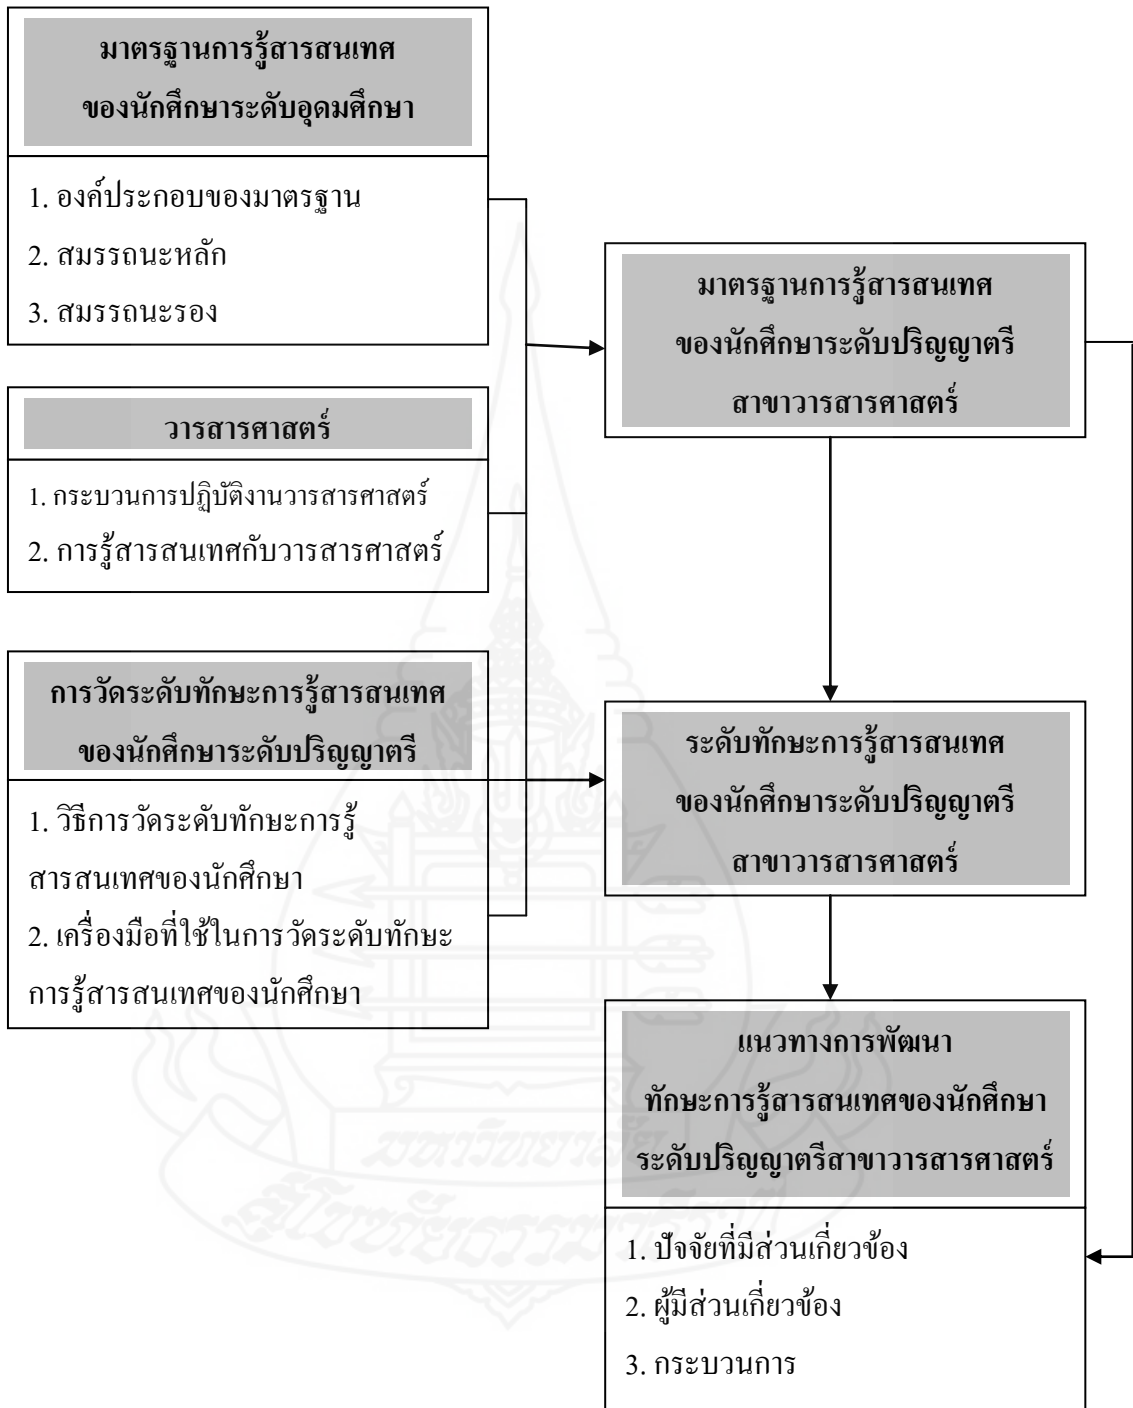 มาตรฐานการรู้สารสนเทศ
ของนักศึกษาระดับอุดมศึกษา
1. องค์ประกอบของมาตรฐาน
2. สมรรถนะหลัก
3. สมรรถนะรอง
วารสารศาสตร์
1. กระบวนการปฏิบัติงานวารสารศาสตร์
2. การรู้สารสนเทศกับวารสารศาสตร์
การวัดระดับทักษะการรู้สารสนเทศ
ของนักศึกษาระดับปริญญาตรี
1. วิธีการวัดระดับทักษะการรู้
สารสนเทศของนักศึกษา
2. เครื่องมือที่ใช้ในการวัดระดับทักษะ
การรู้สารสนเทศของนักศึกษา
มาตรฐานการรู้สารสนเทศ
ของนักศึกษาระดับปริญญาตรี
สาขาวารสารศาสตร์
ระดับทักษะการรู้สารสนเทศ
ของนักศึกษาระดับปริญญาตรี
สาขาวารสารศาสตร์
แนวทางการพัฒนา
ทักษะการรู้สารสนเทศของนักศึกษา
ระดับปริญญาตรีสาขาวารสารศาสตร์
1. ปัจจัยที่มีส่วนเกี่ยวข้อง
2. ผู้มีส่วนเกี่ยวข้อง
3. กระบวนการ
มหาวิทยาลัย
สุโขทัยธรรมาธิราช